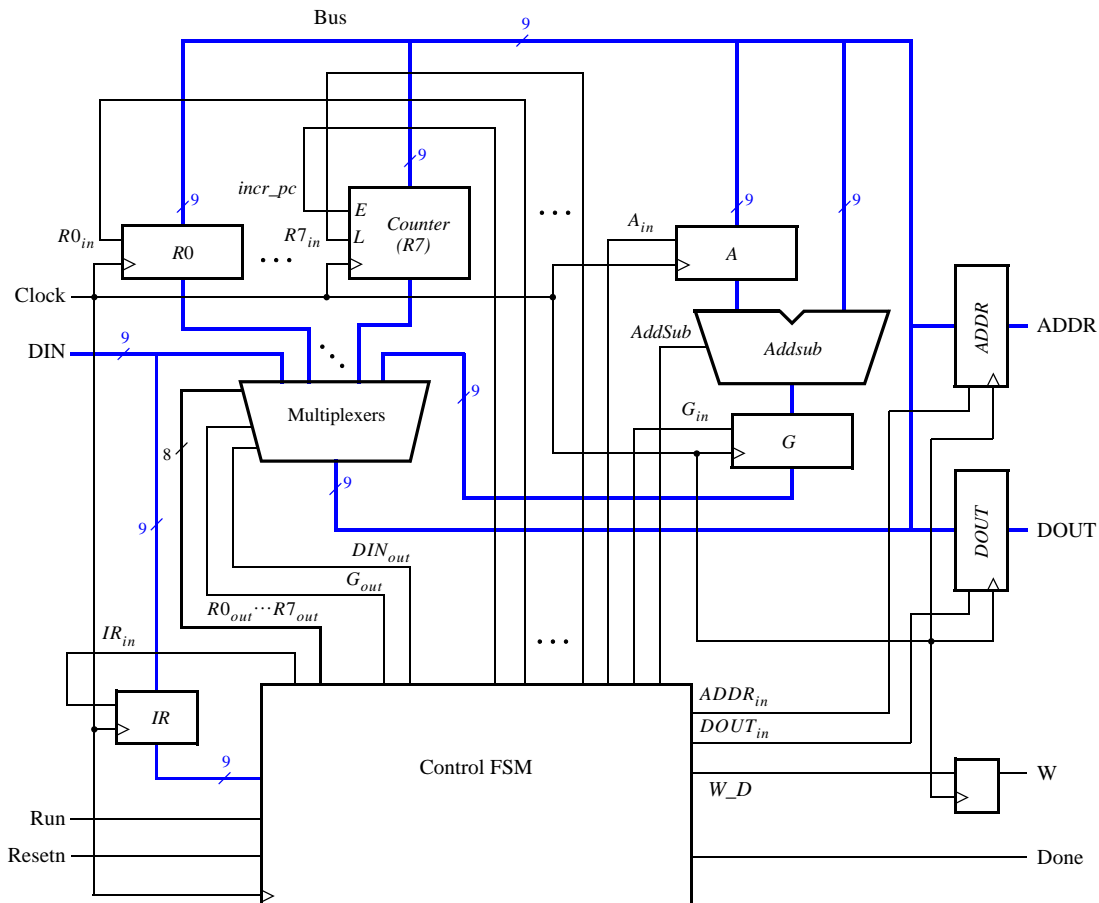 Bus
9
9
incr_pc
9
E
Counter
(R7)
L
R7in
R0in
R0
...
...
9
9
Ain
A
Clock
DIN
9
AddSub
Addsub
ADDR
ADDR
Multiplexers
9
Gin
G
8
9
9
DINout
Gout
R0out...R7out
DOUT
DOUT
IRin
...
IR
9
Control FSM
ADDRin
DOUTin
W_D
W
Run
Resetn
Done